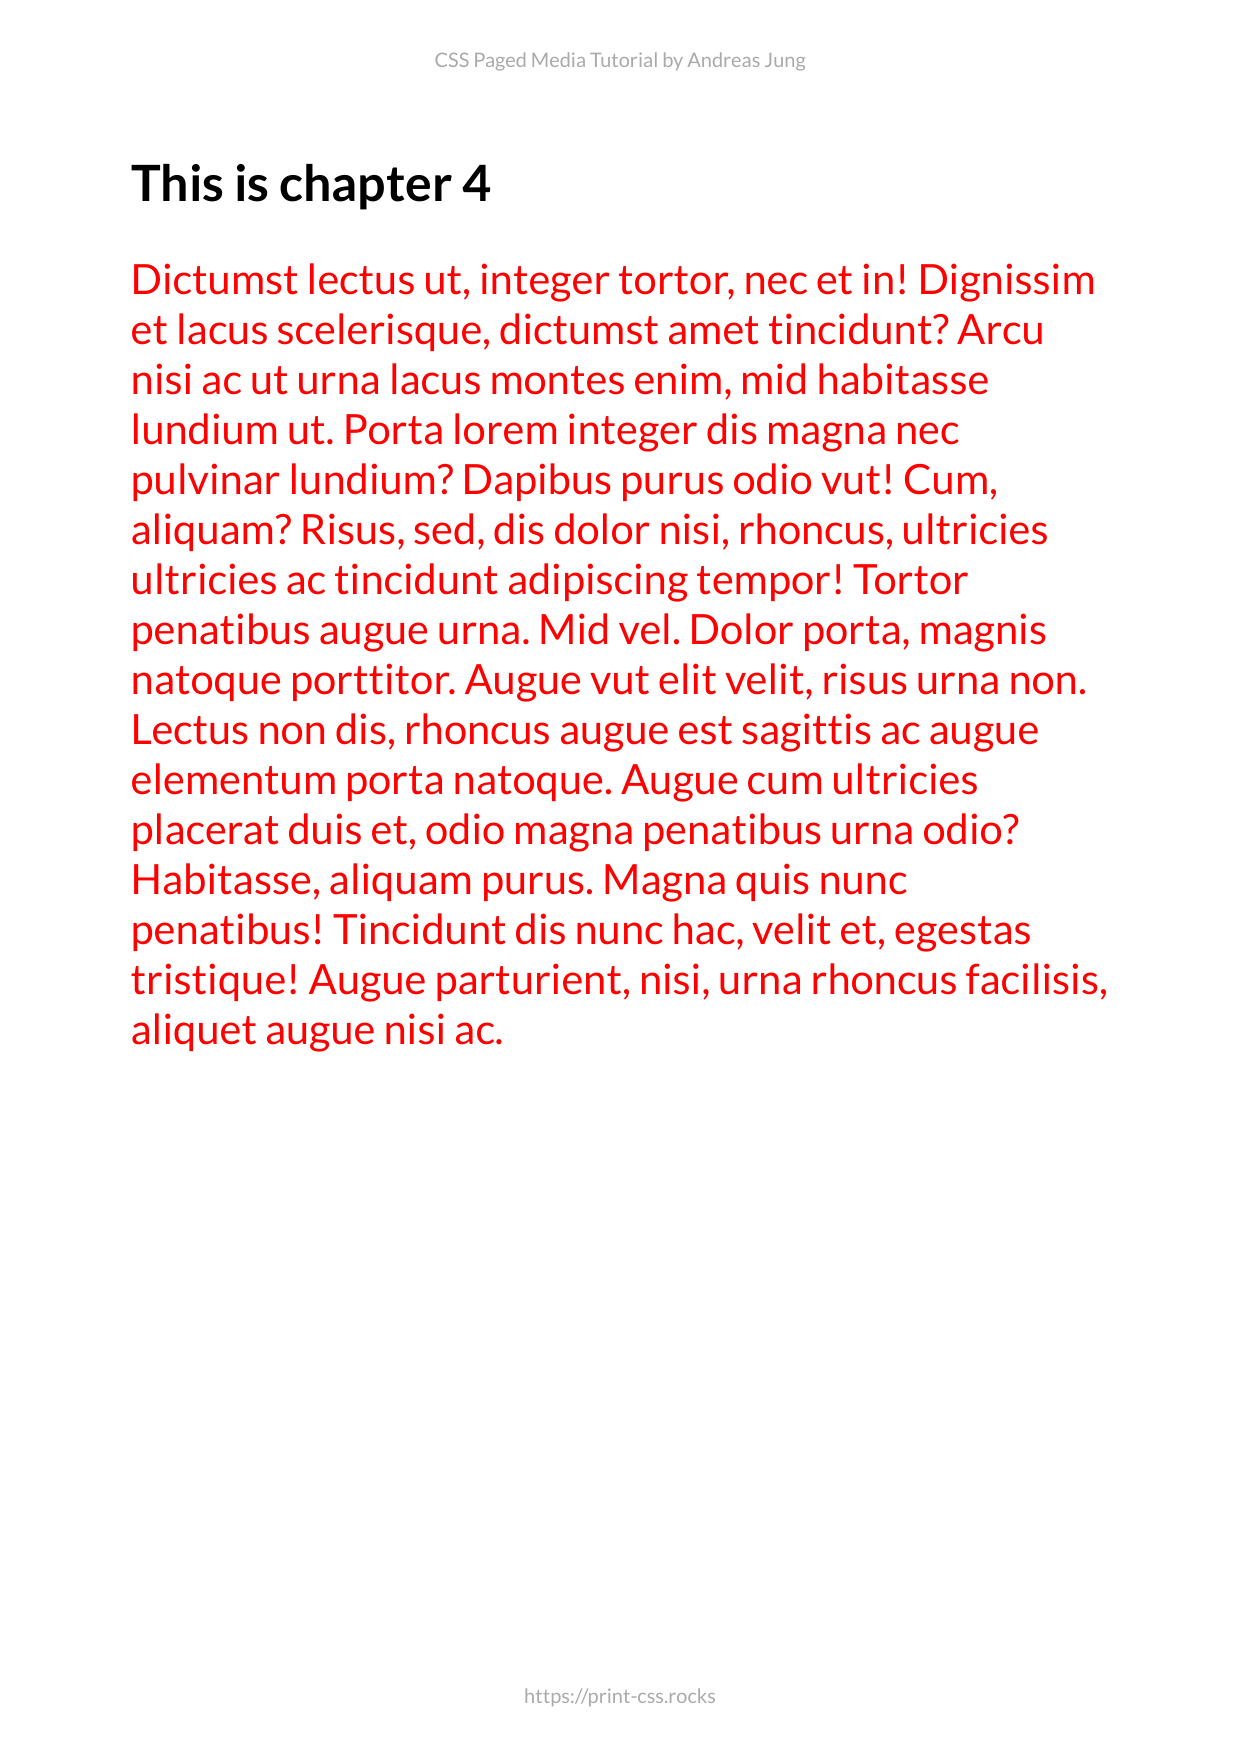 CSS Paged Media Tutorial by Andreas Jung
This is chapter 4
Dictumst lectus ut, integer tortor, nec et in! Dignissim
et lacus scelerisque, dictumst amet tincidunt? Arcu
nisi ac ut urna lacus montes enim, mid habitasse
lundium ut. Porta lorem integer dis magna nec
pulvinar lundium? Dapibus purus odio vut! Cum,
aliquam? Risus, sed, dis dolor nisi, rhoncus, ultricies
ultricies ac tincidunt adipiscing tempor! Tortor
penatibus augue urna. Mid vel. Dolor porta, magnis
natoque porttitor. Augue vut elit velit, risus urna non.
Lectus non dis, rhoncus augue est sagittis ac augue
elementum porta natoque. Augue cum ultricies
placerat duis et, odio magna penatibus urna odio?
Habitasse, aliquam purus. Magna quis nunc
penatibus! Tincidunt dis nunc hac, velit et, egestas
tristique! Augue parturient, nisi, urna rhoncus facilisis,
aliquet augue nisi ac.
https://print-css.rocks